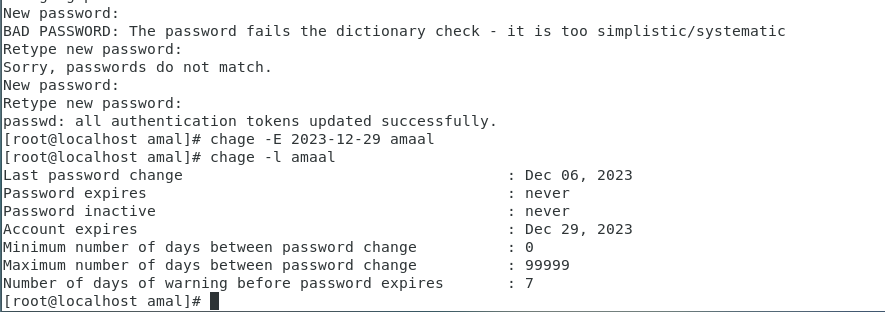 New password:
BAD PASSWORD: The password fails the dictionary check - it is too simplistic/systematic
Retype new password:
Sorry, passwords do not match.
New password:
Retype new password:
passwd: all authentication tokens updated successfully.
[root@localhost amal]# chage -E 2023-12-29 amaal
[root@localhost amal]# chage -l amaal
Last password change : Dec 06, 2023
Password expires : never
Password inactive : never
Account expires : Dec 29, 2023
Minimum number of days between password change : 0
Maximum number of days between password change : 99999
Number of days of warning before password expires : 7
[root@localhost amal]#